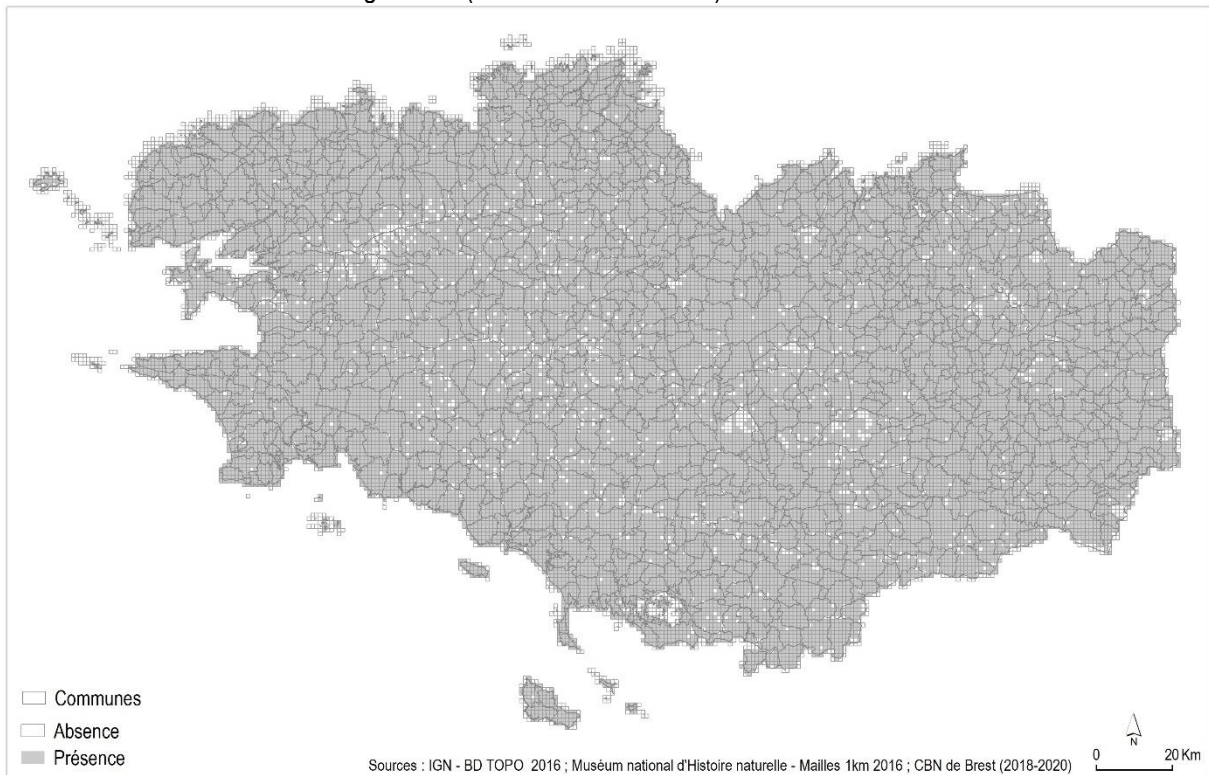 Communes
Absence
Présence
Sources : IGN - BD TOPO 2016 ; Muséum national d'Histoire naturelle - Mailles 1km 2016 ; CBN de Brest (2018-2020)
N
0 20 Km